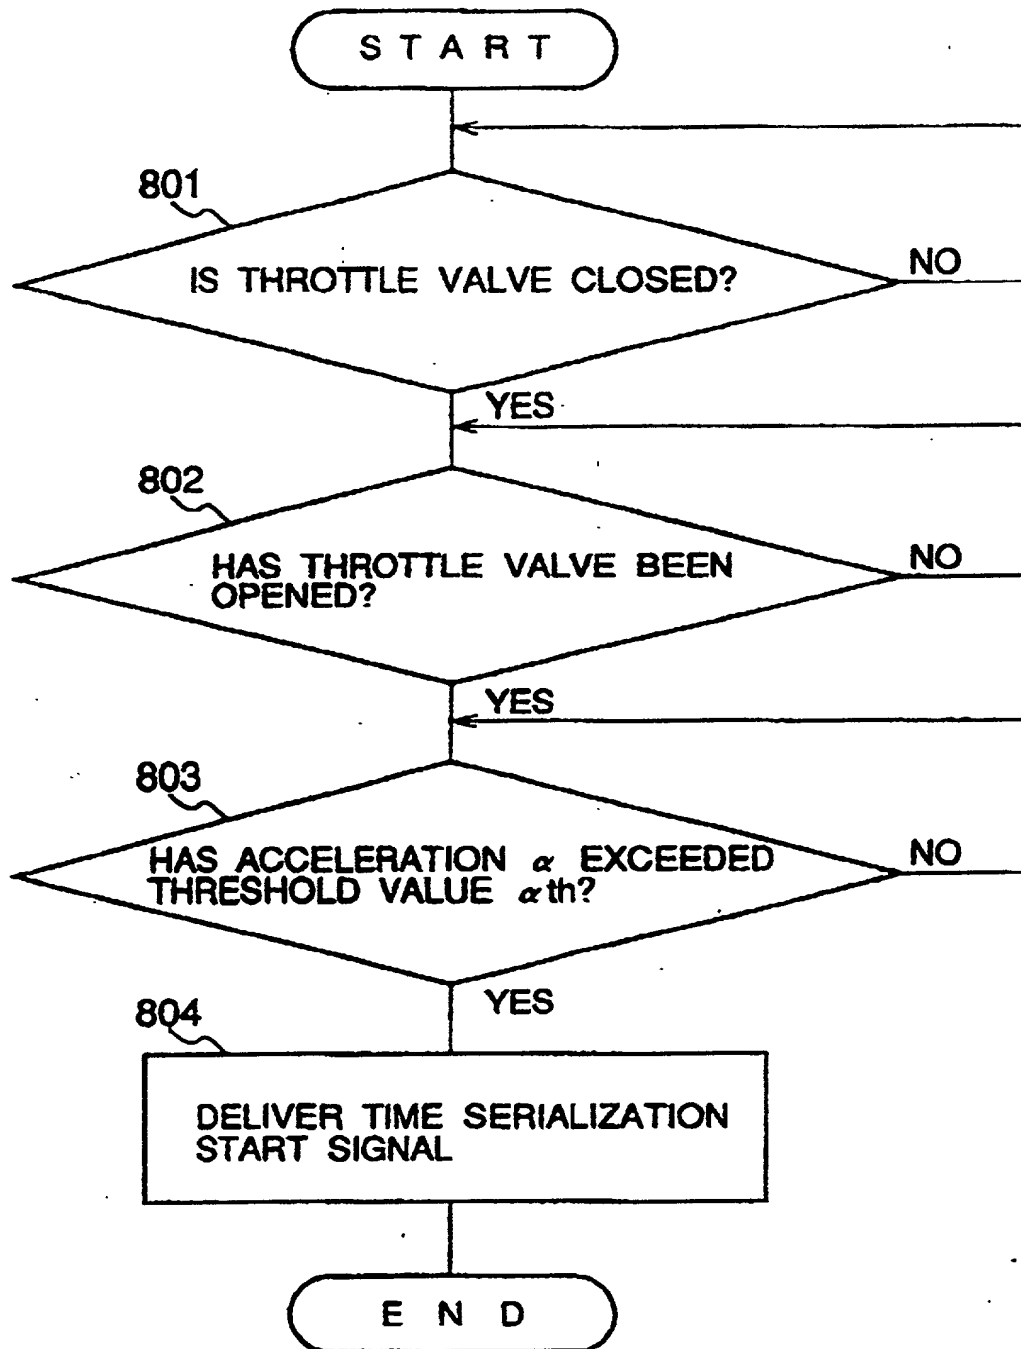 START
801
IS THROTTLE VALVE CLOSED?
NO
YES
802
HAS THROTTLE VALVE BEEN
OPENED?
NO
YES
803
HAS ACCELERATION α EXCEEDED
THRESHOLD VALUE αth?
NO
YES
804
DELIVER TIME SERIALIZATION
START SIGNAL
END